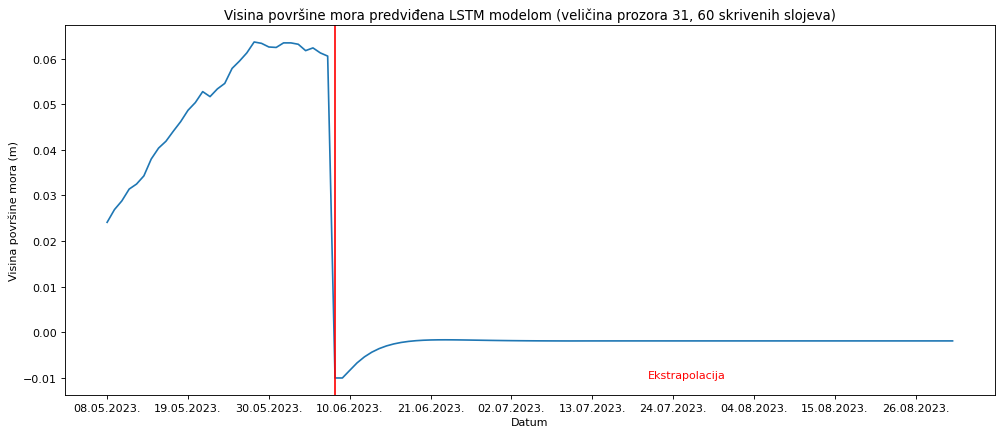 Visina površine mora predviđena LSTM modelom (veličina prozora 31, 60 skrivenih slojeva)
Visina površine mora (m)
0.06
0.05
0.04
0.03
0.02
0.01
0.00
−0.01
Ekstrapolacija
08.05.2023. 19.05.2023. 30.05.2023. 10.06.2023. 21.06.2023. 02.07.2023. 13.07.2023. 24.07.2023. 04.08.2023. 15.08.2023. 26.08.2023.
Datum